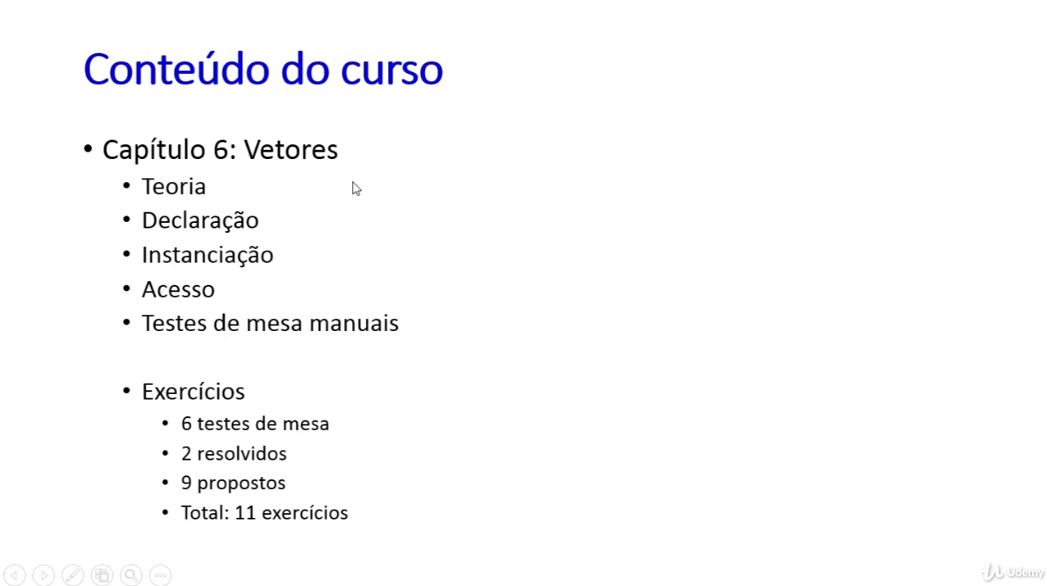 Conteúdo do curso
• Capítulo 6: Vetores
• Teoria
• Declaração
• Instanciação
• Acesso
• Testes de mesa manuais
• Exercícios
• 6 testes de mesa
• 2 resolvidos
• 9 propostos
• Total: 11 exercícios
Udemy